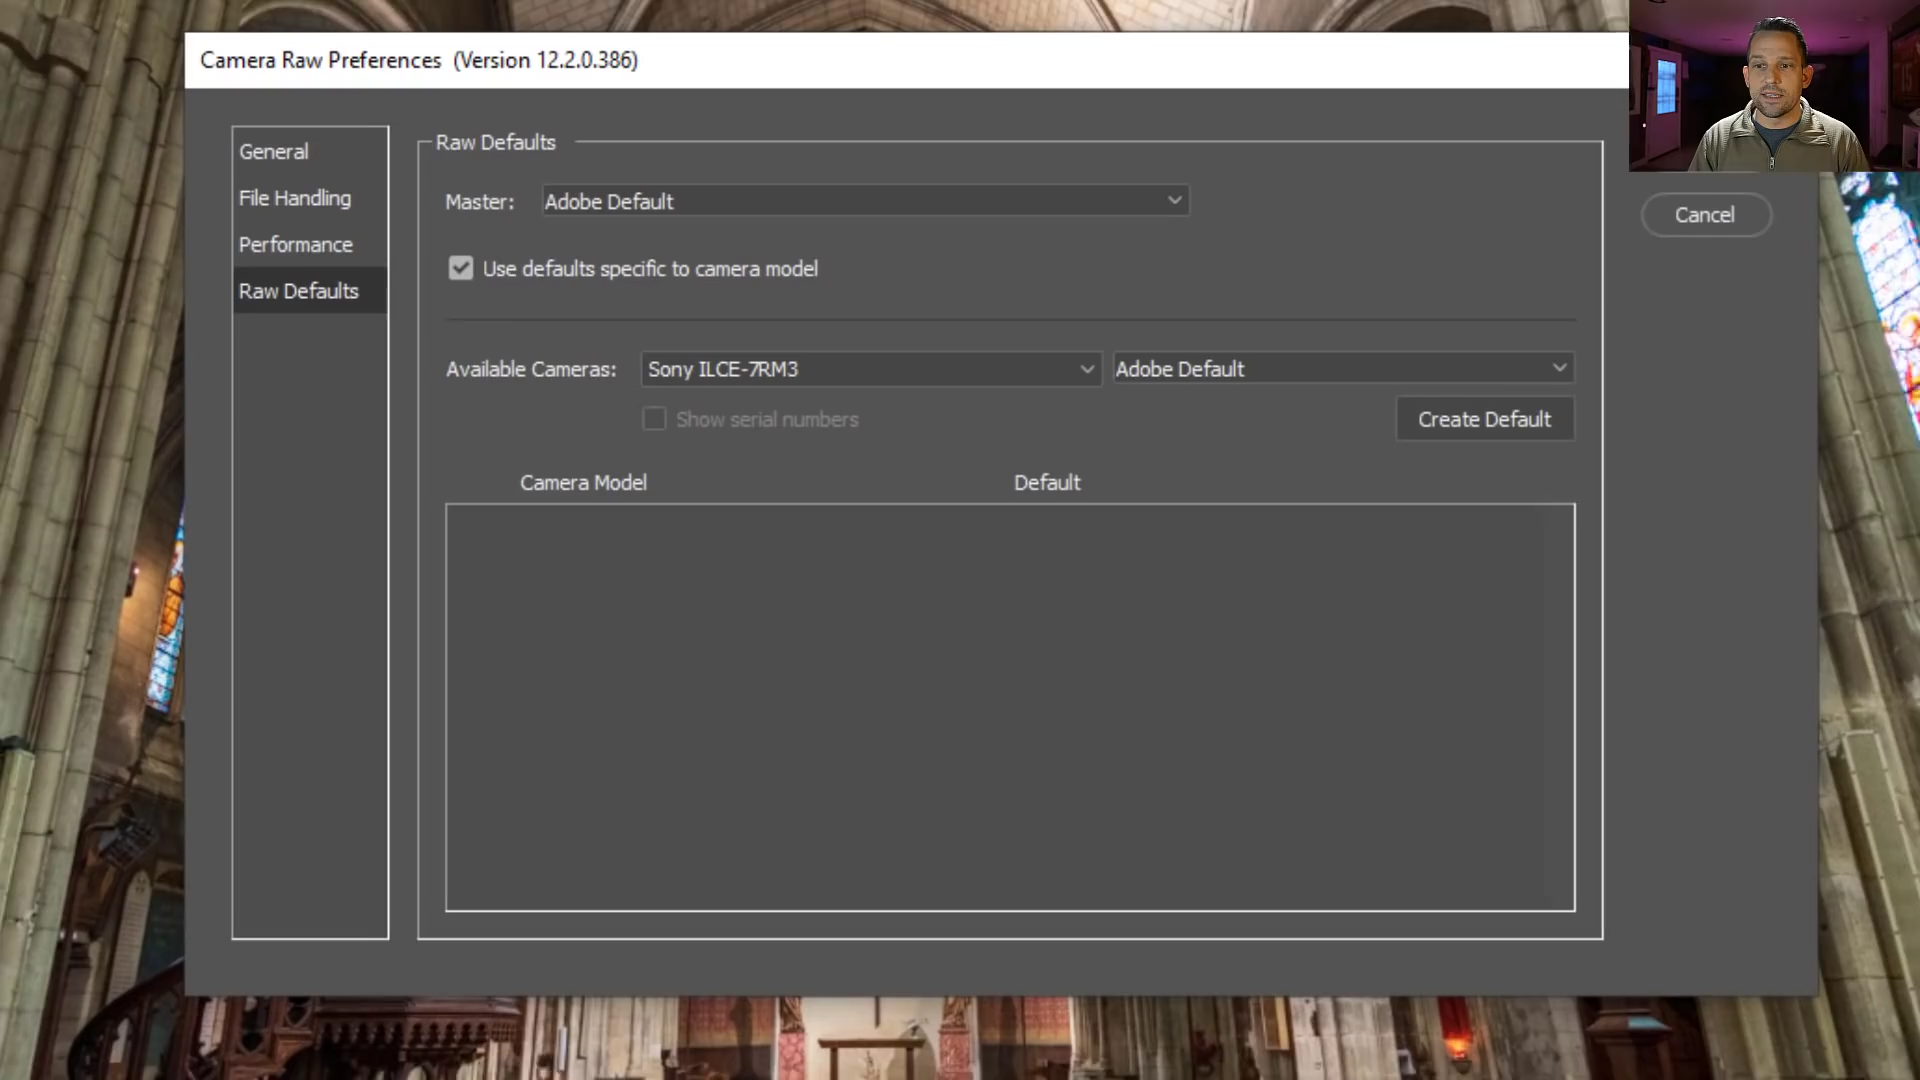 Camera Raw Preferences (Version 12.2.0.386)
General
File Handling
Performance
Raw Defaults
Raw Defaults
Master: Adobe Default
Use defaults specific to camera model
Available Cameras: Sony ILCE-7RM3 Adobe Default
Show serial numbers
Create Default
Camera Model Default
Cancel